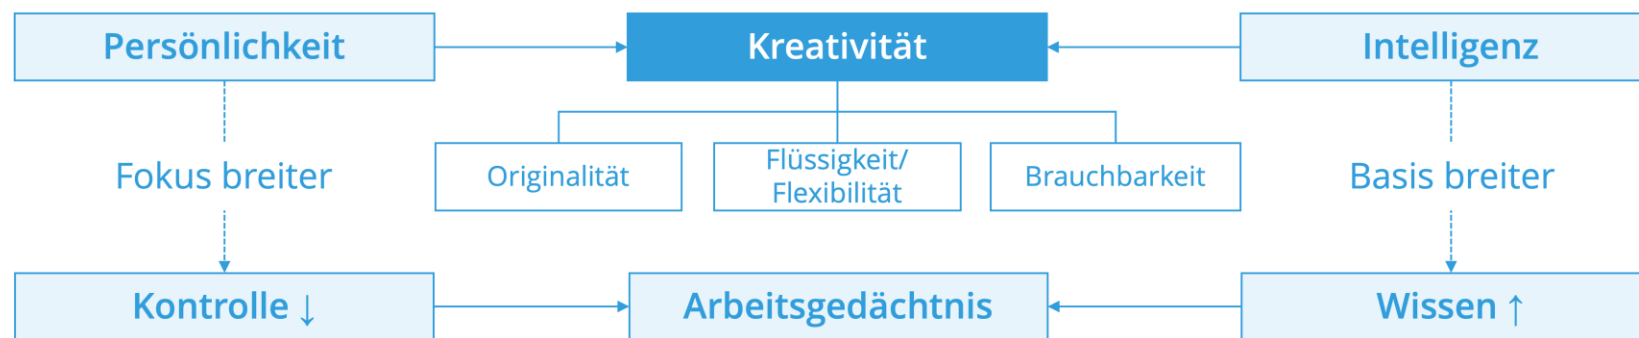 Persönlichkeit
Kreativität
Intelligenz
Fokus breiter
Originalität
Flüssigkeit/
Flexibilität
Brauchbarkeit
Basis breiter
Kontrolle ↓
Arbeitsgedächtnis
Wissen ↑